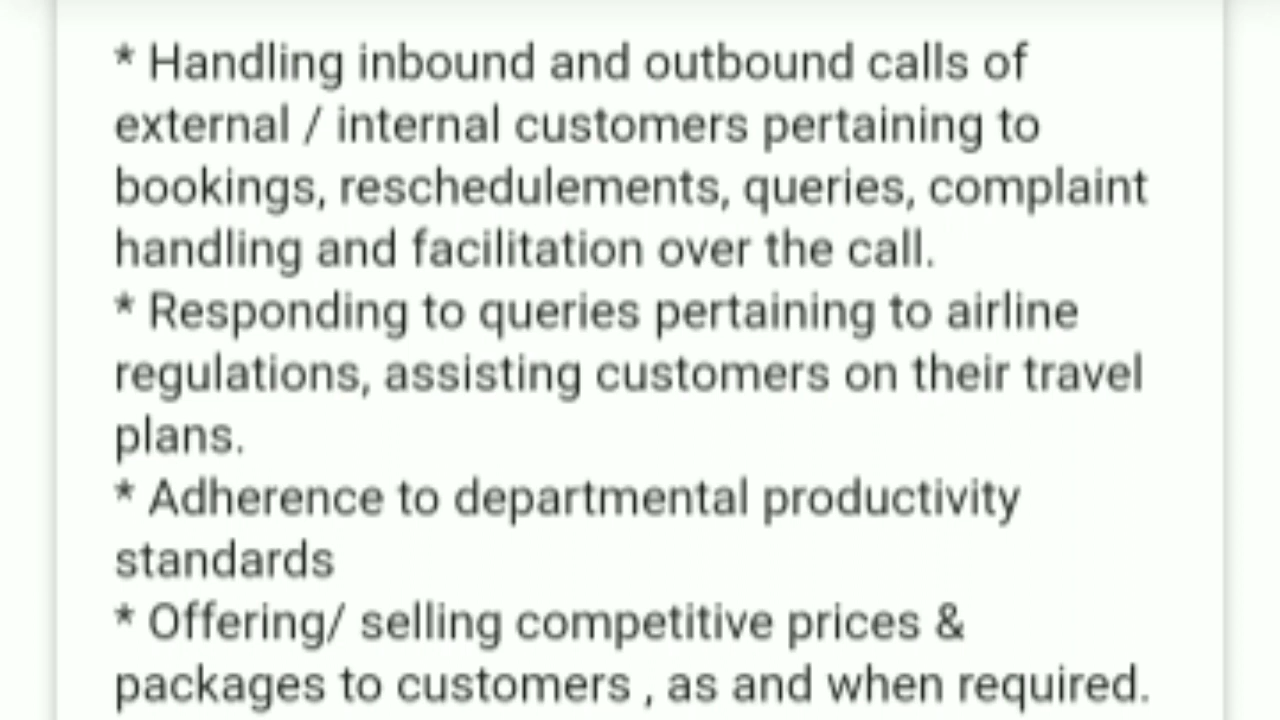 * Handling inbound and outbound calls of
external / internal customers pertaining to
bookings, reschedulements, queries, complaint
handling and facilitation over the call.
* Responding to queries pertaining to airline
regulations, assisting customers on their travel
plans.
* Adherence to departmental productivity
standards
* Offering/ selling competitive prices &
packages to customers , as and when required.